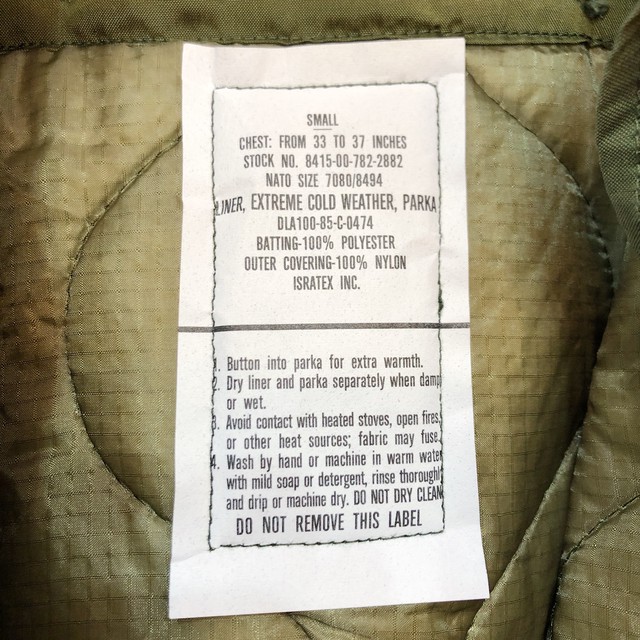 SMALL
CHEST: FROM 33 TO 37 INCHES
STOCK NO. 8415-00-782-2882
NATO SIZE 7080/8494
LINER, EXTREME COLD WEATHER, PARKA
DLA100-85-C-0474
BATTING-100% POLYESTER
OUTER COVERING-100% NYLON
ISRATEX INC.
1. Button into parka for extra warmth.
2. Dry liner and parka separately when damp
or wet.
3. Avoid contact with heated stoves, open fires,
or other heat sources; fabric may fuse.
4. Wash by hand or machine in warm water
with mild soap or detergent, rinse thorough
and drip or machine dry. DO NOT DRY CLEAN
DO NOT REMOVE THIS LABEL